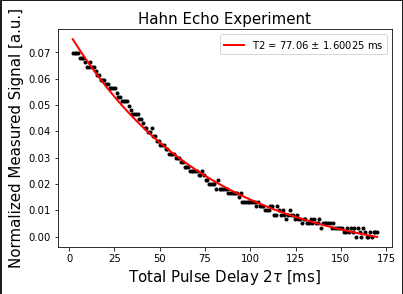 Hahn Echo Experiment
T2 = 77.06 ± 1.60025 ms
Normalized Measured Signal [a.u.]
0.07
0.06
0.05
0.04
0.03
0.02
0.01
0.00
0 25 50 75 100 125 150 175
Total Pulse Delay 2τ [ms]